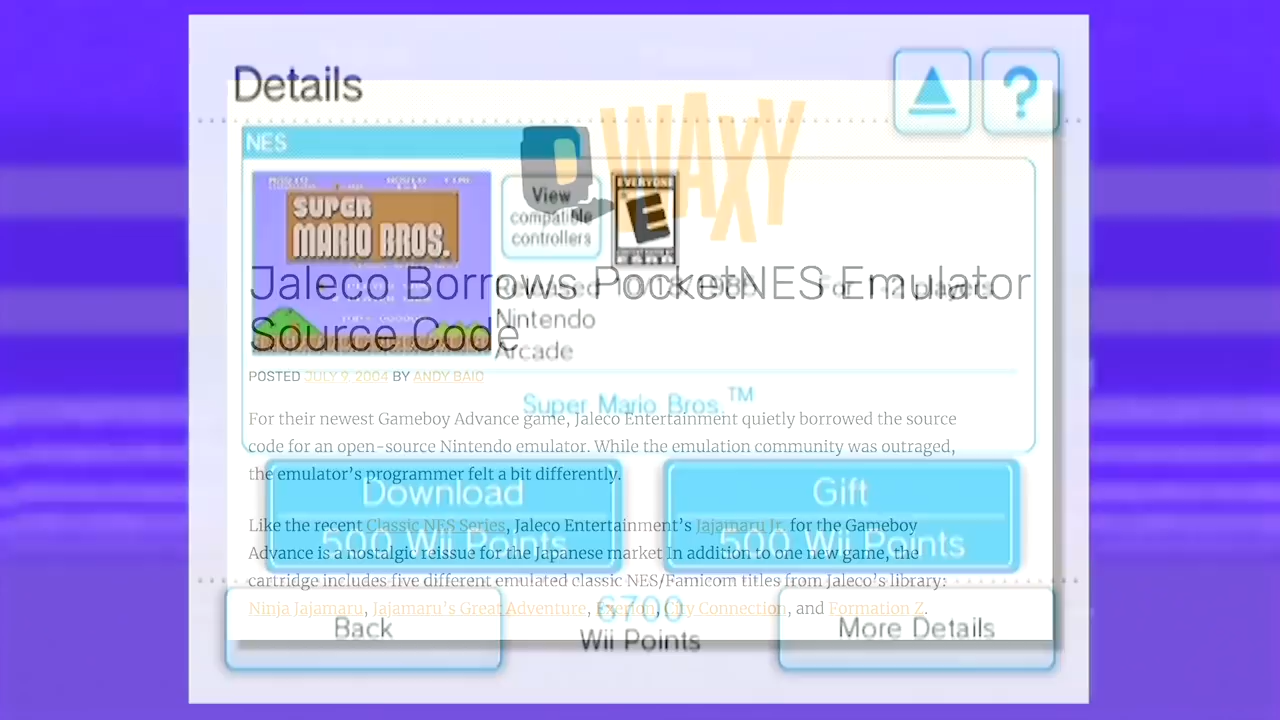 Details
?
WAXY
NES
SUPER
MARIO BROS.
View
compatible
controllers
EVERYONE
E
Jaleco Borrows PocketNES Emulator
Source Code
Released
For 1-2 players
Nintendo
Arcade
POSTED JULY 9, 2004 BY ANDY BAIO
Super Mario Bros.™
For their newest Gameboy Advance game, Jaleco Entertainment quietly borrowed the source
code for an open-source Nintendo emulator. While the emulation community was outraged,
the emulator's programmer felt a bit differently.
Download
500 Wii Points
Gift
500 Wii Points
Like the recent Classic NES Series, Jaleco Entertainment's Jajamaru Jr. for the Gameboy
Advance is a nostalgic reissue for the Japanese market In addition to one new game, the
cartridge includes five different emulated classic NES/Famicom titles from Jaleco's library:
Ninja Jajamaru, Jajamaru's Great Adventure, Exerion, City Connection, and Formation Z.
Back
6700
Wii Points
More Details